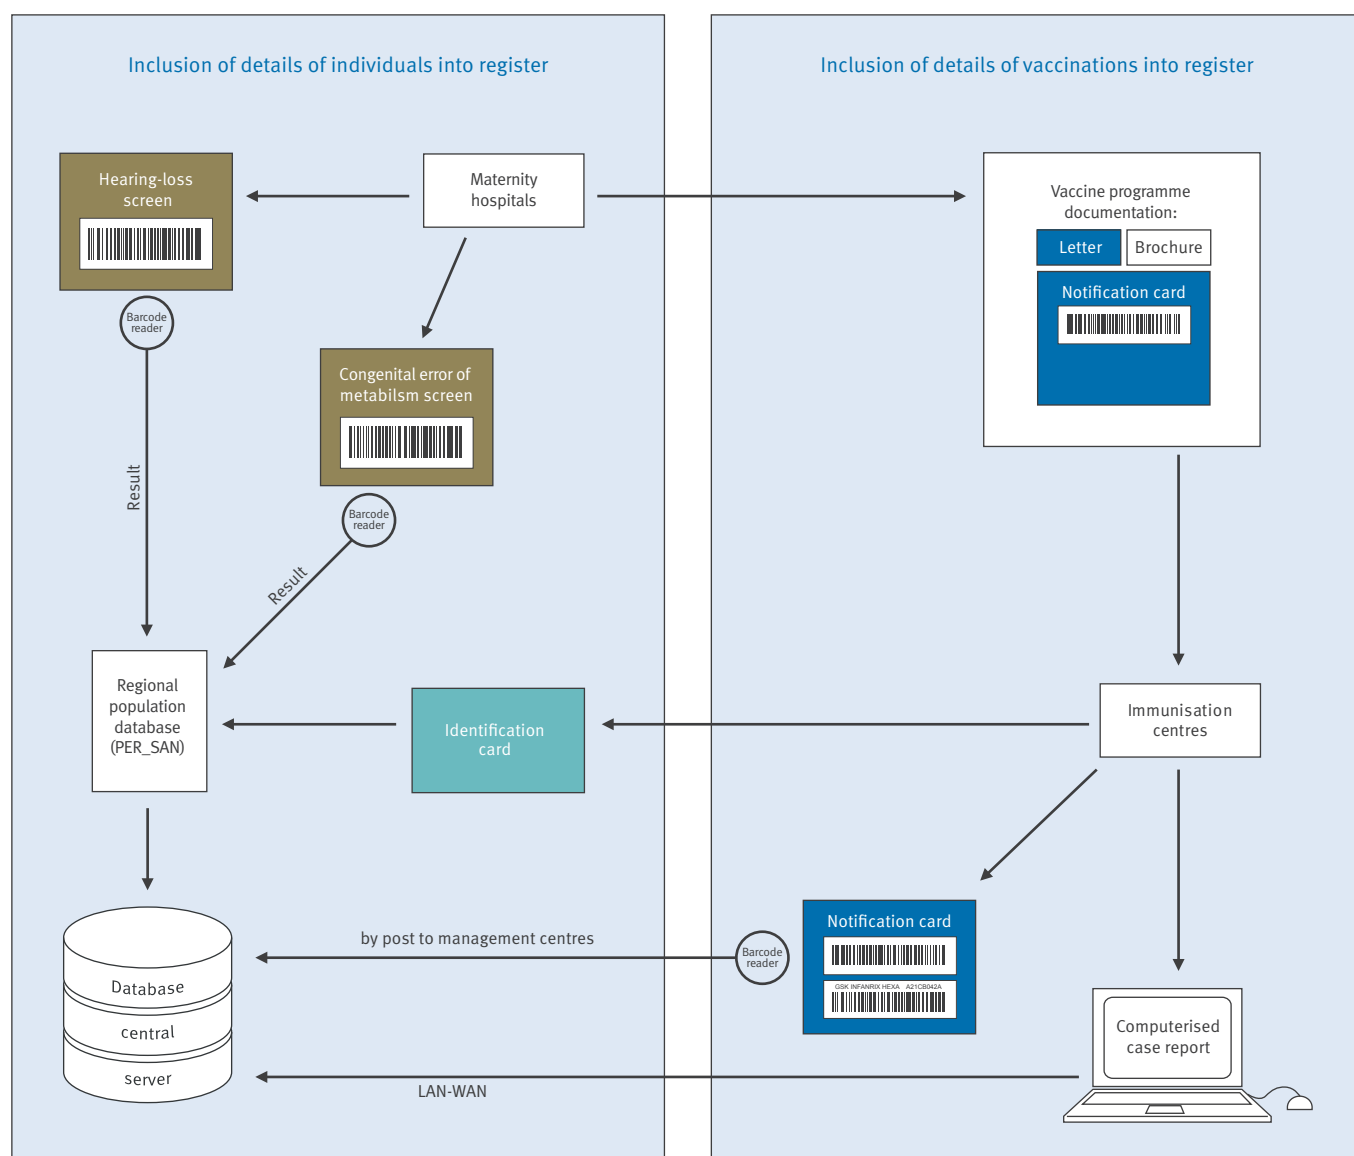 Inclusion of details of individuals into register
Hearing-loss
screen
Maternity
hospitals
Barcode
reader
Congenital error of
metabilsm screen
Barcode
reader
Result
Result
Regional
population
database
(PER_SAN)
Identification
card
Database
central
server
by post to management centres
LAN-WAN
Inclusion of details of vaccinations into register
Vaccine programme
documentation:
Letter
Brochure
Notification card
Immunisation
centres
Notification card
GSK INFANRIX HEXA A21CB042A
Barcode
reader
Computerised
case report